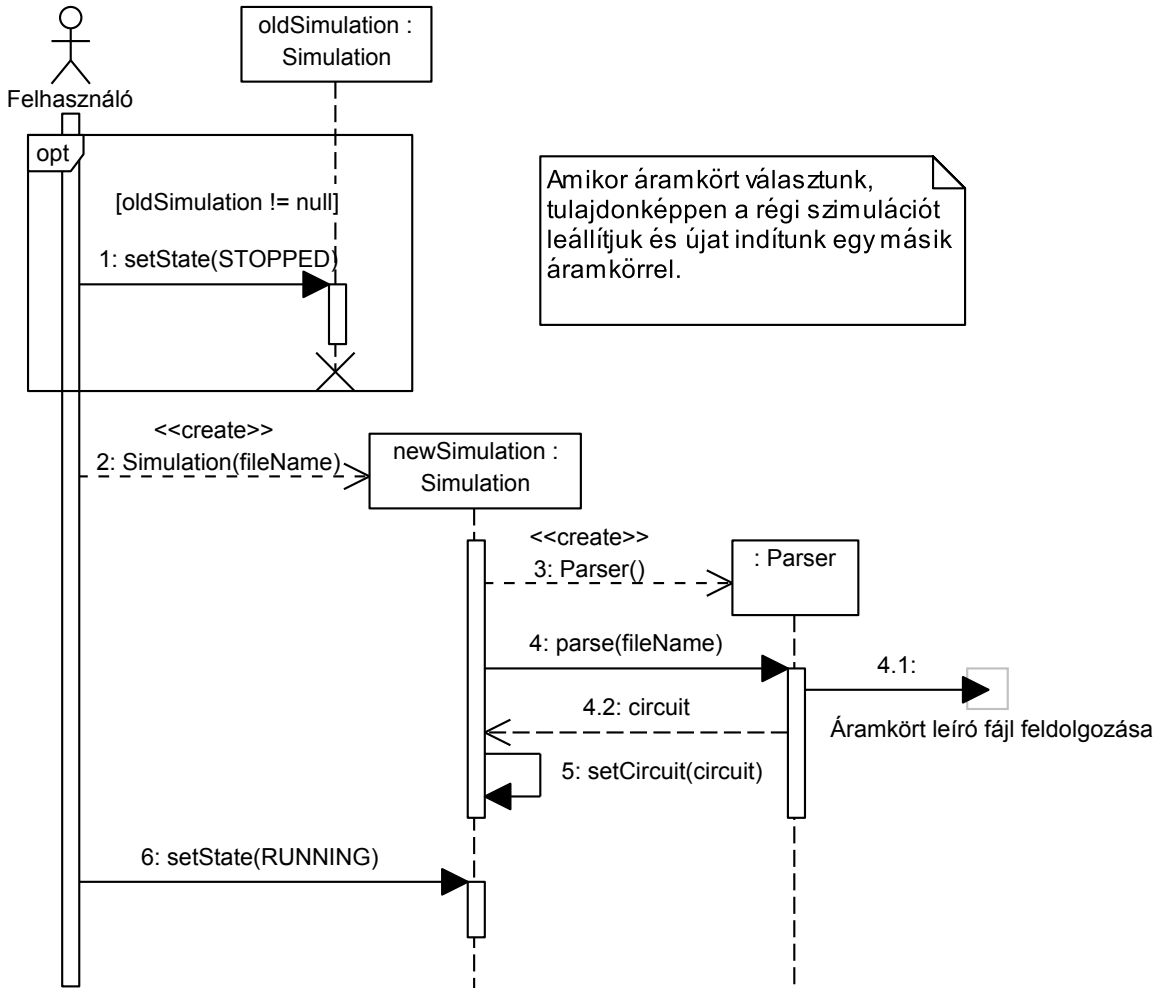 oldSimulation :
Simulation
Felhasználó
opt
[oldSimulation != null]
1: setState(STOPPED)
Amikor áramkört választunk,
tulajdonképpen a régi szimulációt
leállítjuk és újat indítunk egy másik
áramkörrel.
<<create>>
2: Simulation(fileName)
newSimulation :
Simulation
<<create>>
3: Parser()
: Parser
4: parse(fileName)
4.1:
4.2: circuit
Áramkört leíró fájl feldolgozása
5: setCircuit(circuit)
6: setState(RUNNING)